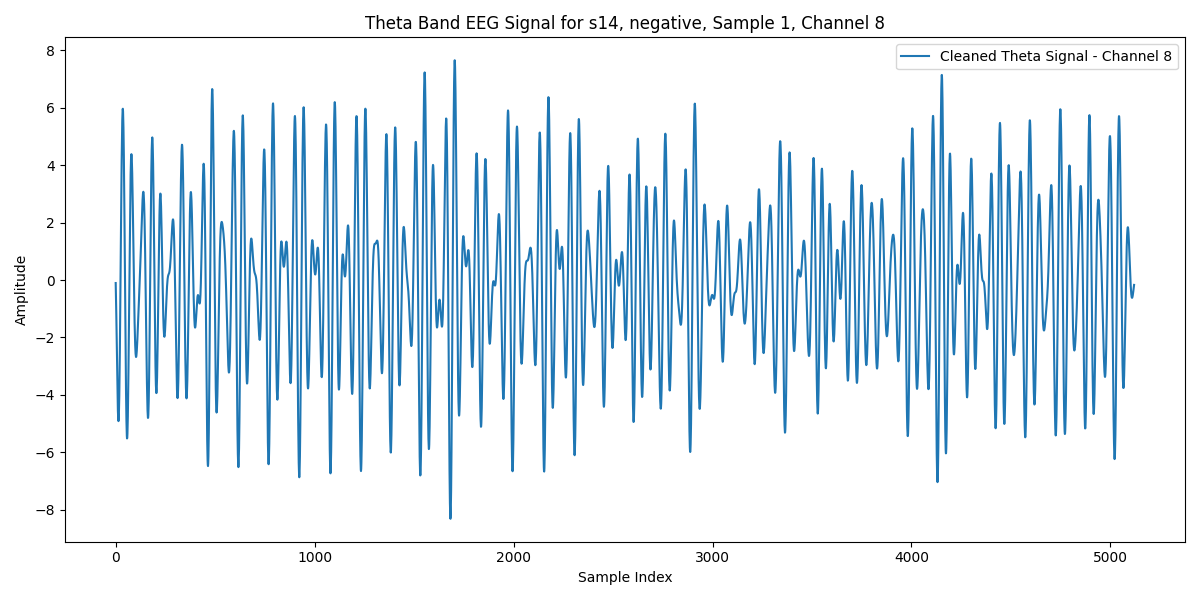 Theta Band EEG Signal for s14, negative, Sample 1, Channel 8
Cleaned Theta Signal - Channel 8
Amplitude
8
6
4
2
0
−2
−4
−6
−8
0 1000 2000 3000 4000 5000
Sample Index